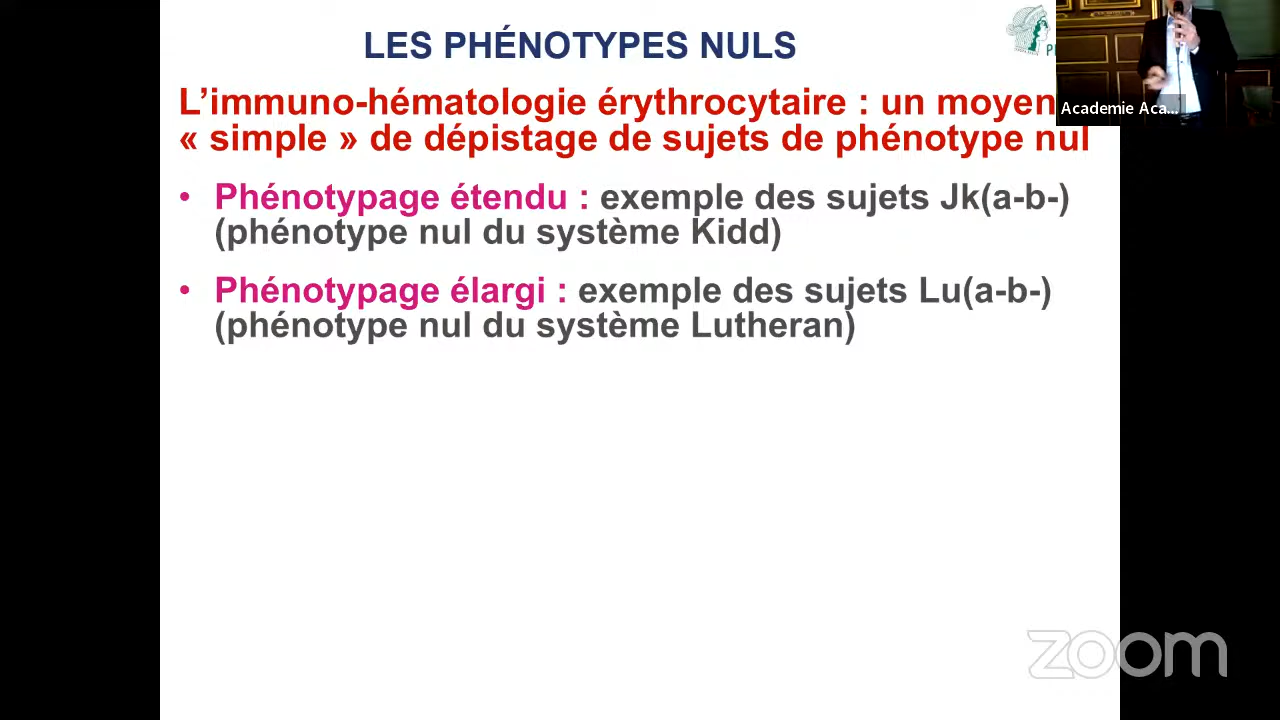 LES PHÉNOTYPES NULS
L’immuno-hématologie érythrocytaire : un moyen
« simple » de dépistage de sujets de phénotype nul
• Phénotypage étendu : exemple des sujets Jk(a-b-)
(phénotype nul du système Kidd)
• Phénotypage élargi : exemple des sujets Lu(a-b-)
(phénotype nul du système Lutheran)
Academie Aca...
zoom